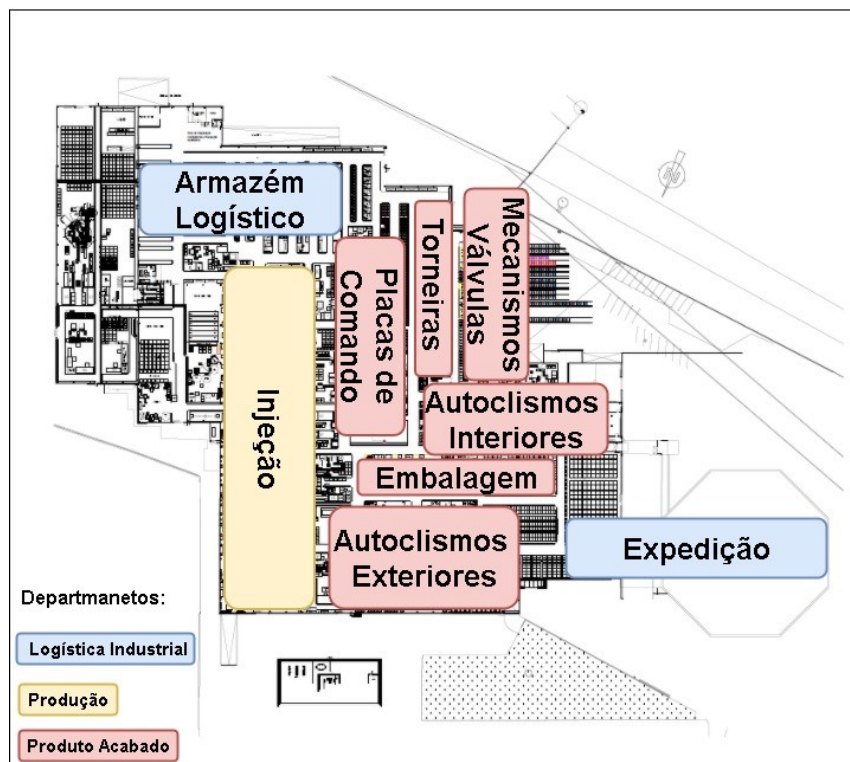 Armazém
Logístico
Mecanismos
Válvulas
Torneiras
Placas de
Comando
Injeção
Autoclismos
Interiores
Embalagem
Autoclismos
Exteriores
Expedição
Departmanetos:
Logística Industrial
Produção
Produto Acabado